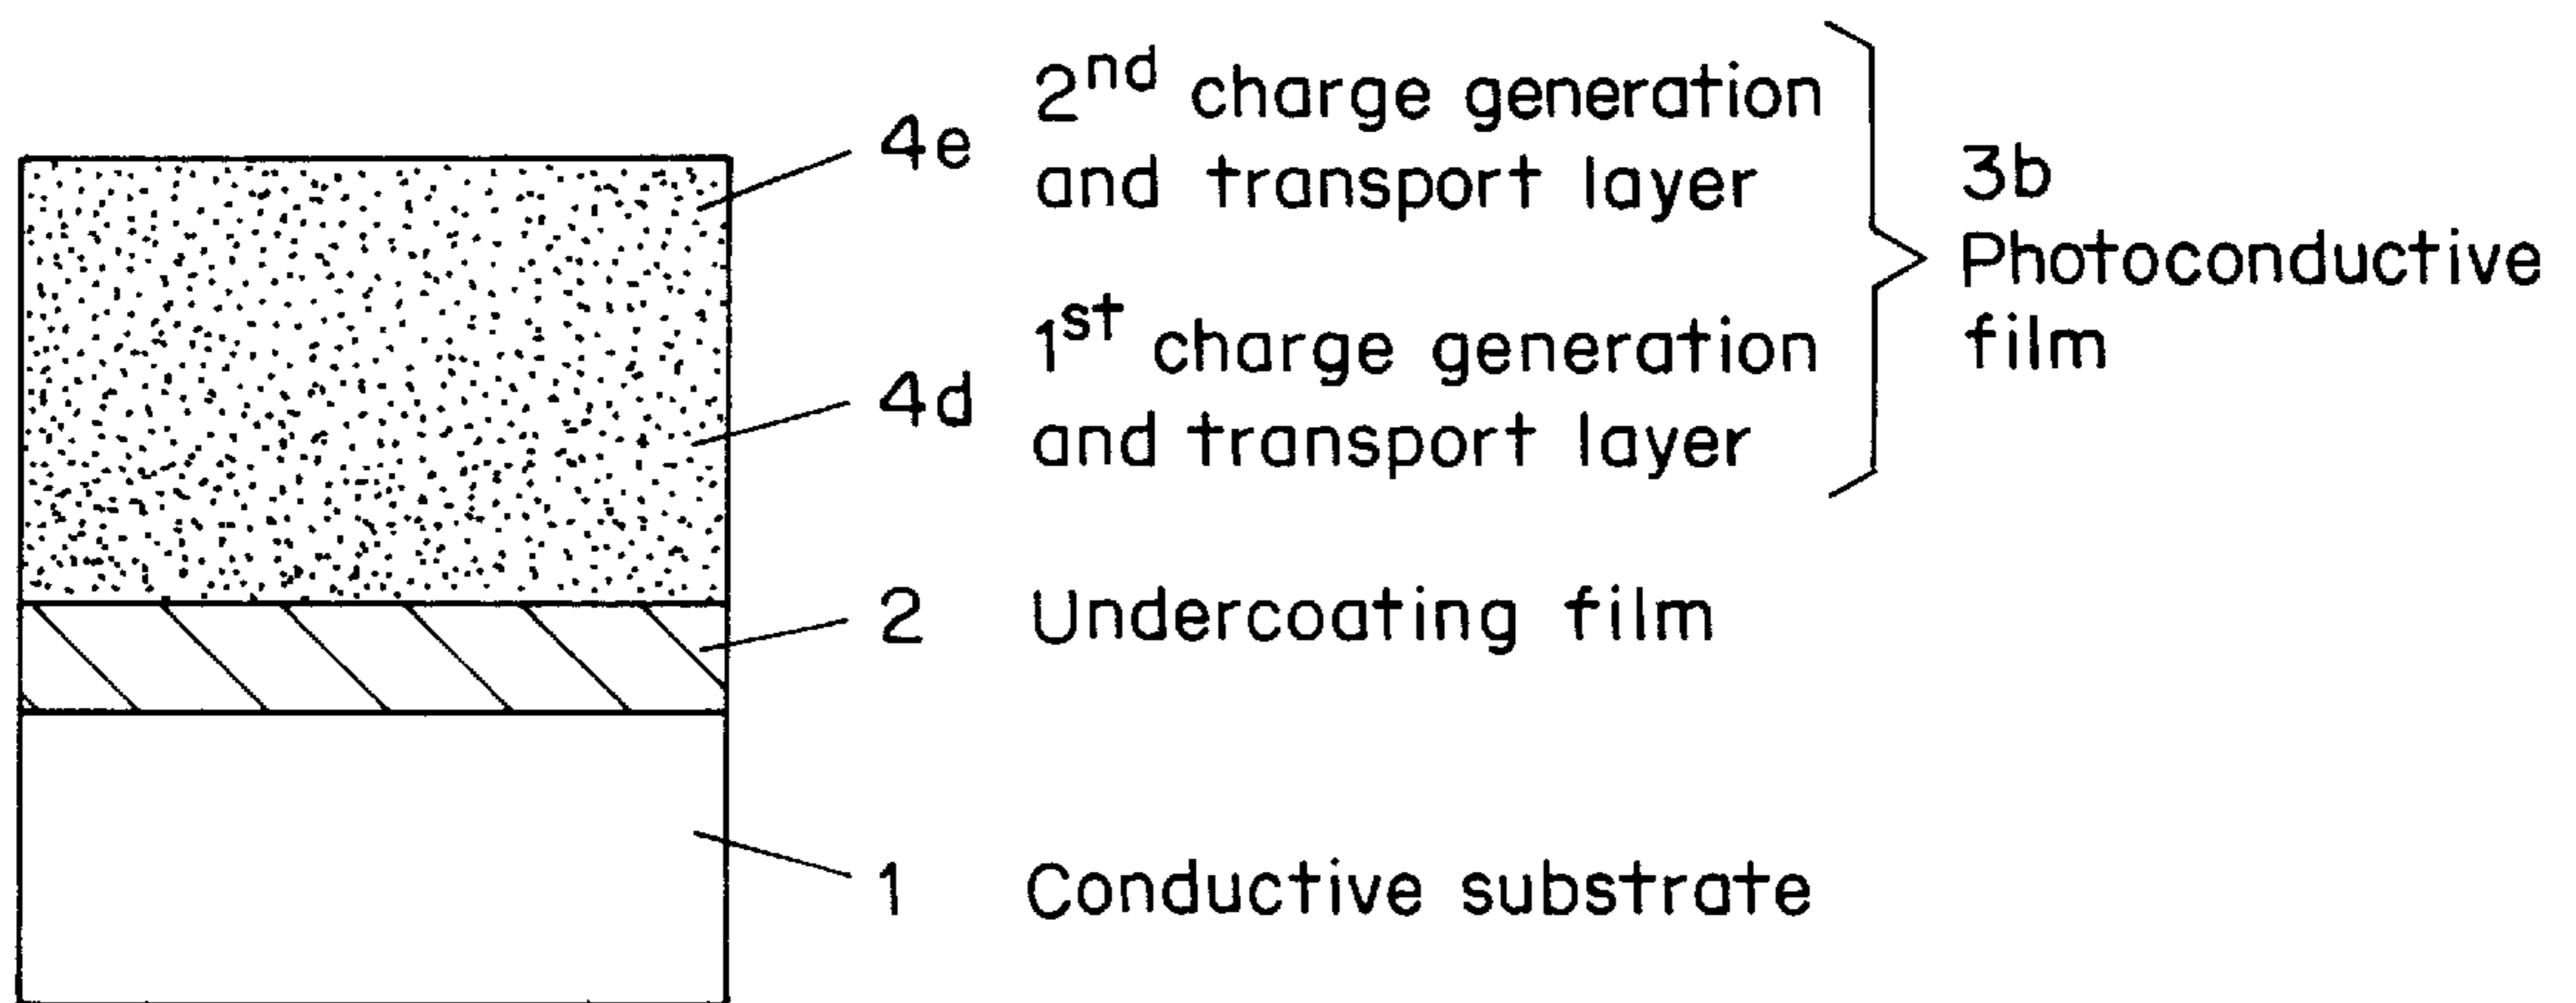 4e 2nd charge generation
and transport layer
4d 1st charge generation
and transport layer
3b
Photoconductive
film
2 Undercoating film
1 Conductive substrate